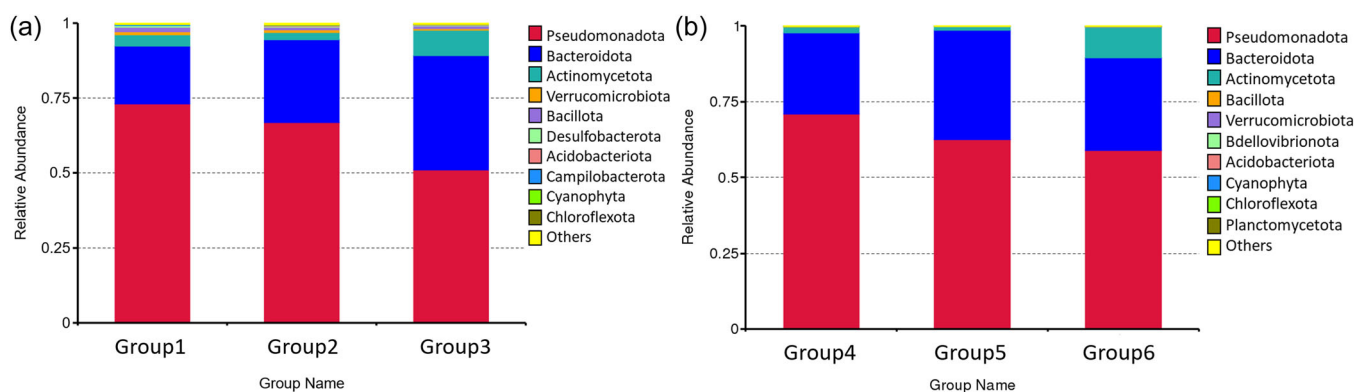 (a)
1
0.75
0.5
0.25
0
Relative Abundance
Group1
Group2
Group3
Group Name
Pseudomonadota
Bacteroidota
Actinomycetota
Verrucomicrobiota
Bacillota
Desulfobacterota
Acidobacteriota
Campilobacterota
Cyanophyta
Chloroflexota
Others
(b)
1
0.75
0.5
0.25
0
Relative Abundance
Group4
Group5
Group6
Group Name
Pseudomonadota
Bacteroidota
Actinomycetota
Bacillota
Verrucomicrobiota
Bdellovibrionota
Acidobacteriota
Cyanophyta
Chloroflexota
Planctomycetota
Others